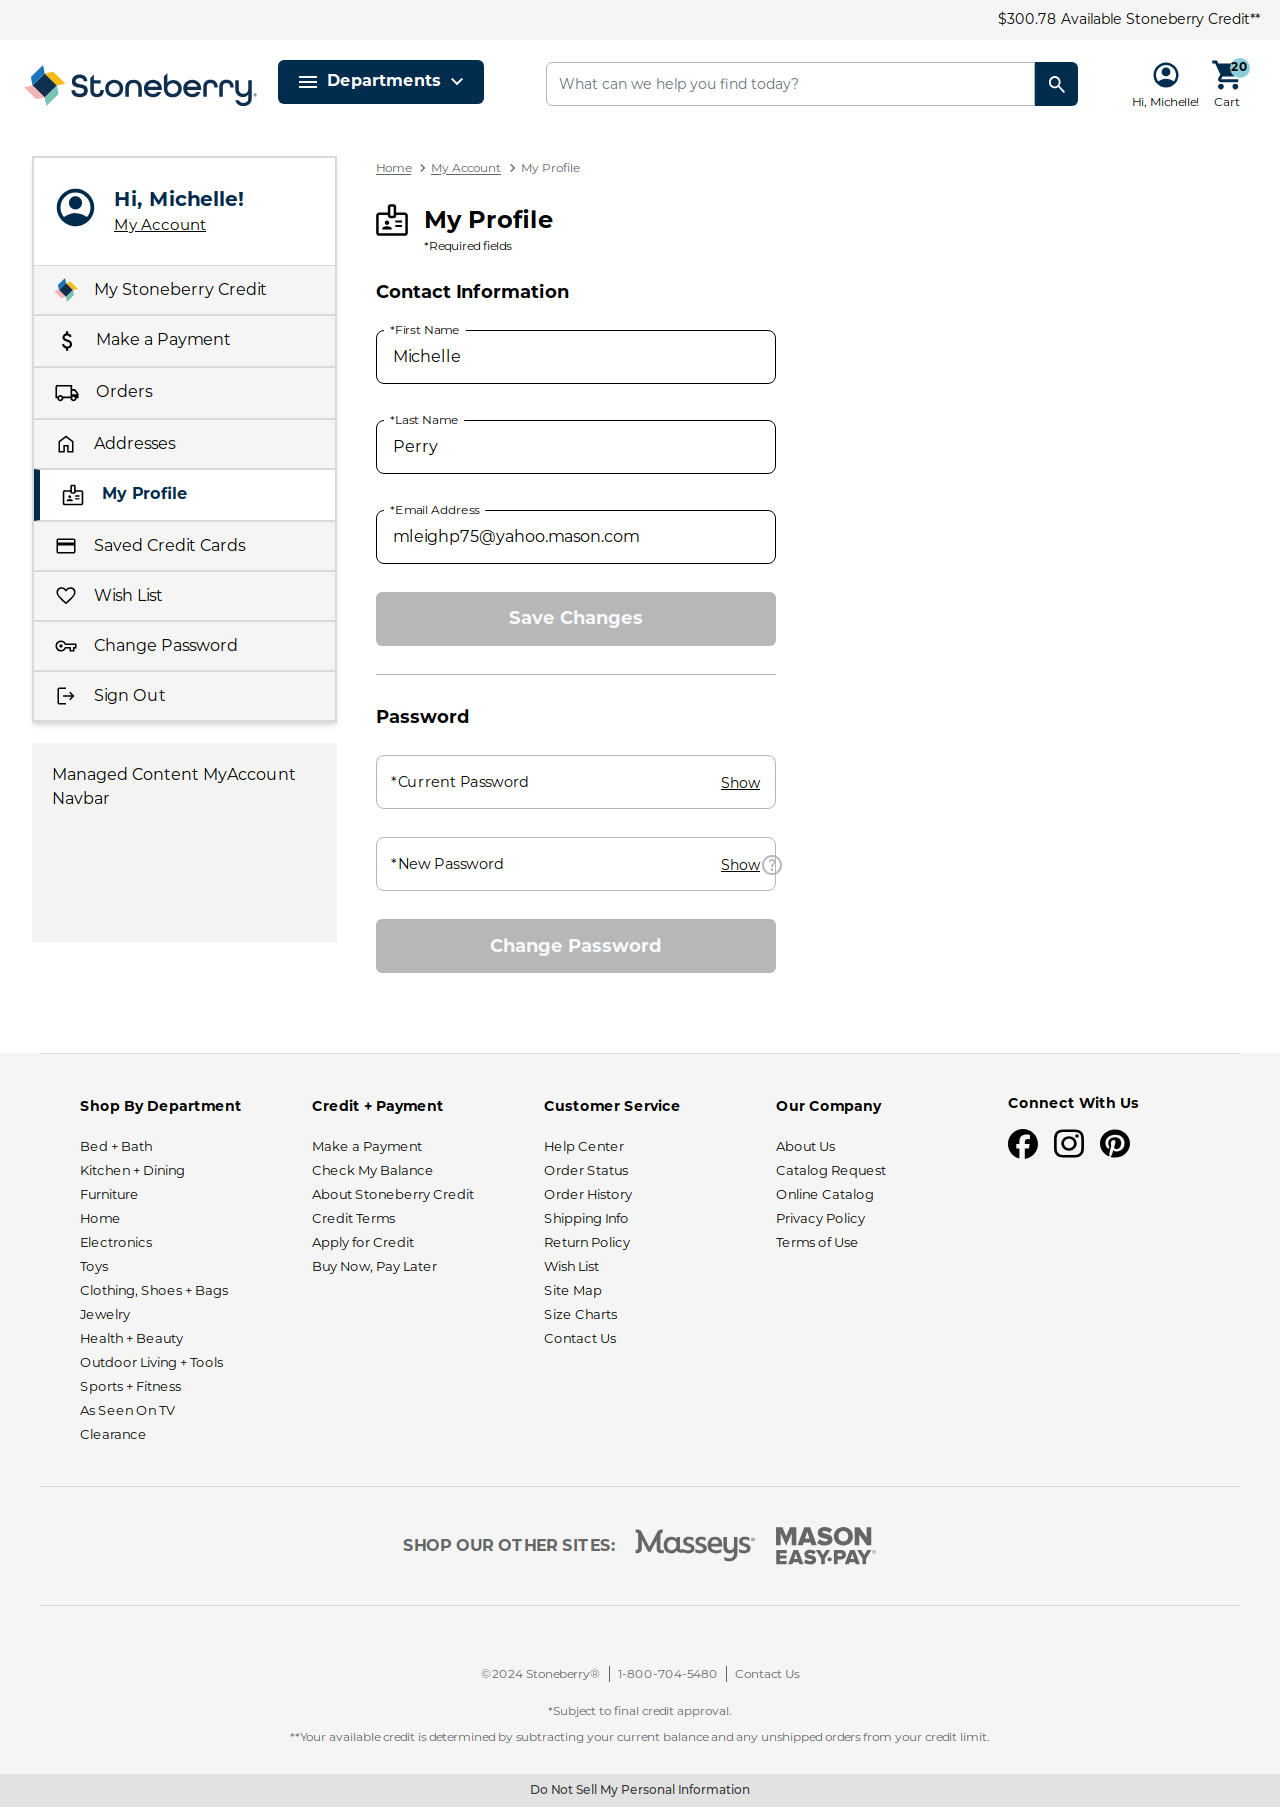 $300.78 Available Stoneberry Credit**
Stoneberry®
Departments
What can we help you find today?
Hi, Michelle!
20
Cart
Hi, Michelle!
My Account
My Stoneberry Credit
Make a Payment
Orders
Addresses
My Profile
Saved Credit Cards
Wish List
Change Password
Sign Out
Managed Content MyAccount
Navbar
Home > My Account > My Profile
My Profile
*Required fields
Contact Information
*First Name
Michelle
*Last Name
Perry
*Email Address
mleighp75@yahoo.mason.com
Save Changes
Password
*Current Password Show
*New Password Show ?
Change Password
Shop By Department
Bed + Bath
Kitchen + Dining
Furniture
Home
Electronics
Toys
Clothing, Shoes + Bags
Jewelry
Health + Beauty
Outdoor Living + Tools
Sports + Fitness
As Seen On TV
Clearance
Credit + Payment
Make a Payment
Check My Balance
About Stoneberry Credit
Credit Terms
Apply for Credit
Buy Now, Pay Later
Customer Service
Help Center
Order Status
Order History
Shipping Info
Return Policy
Wish List
Site Map
Size Charts
Contact Us
Our Company
About Us
Catalog Request
Online Catalog
Privacy Policy
Terms of Use
Connect With Us
SHOP OUR OTHER SITES:
Masseys®
MASON
EASY•PAY®
©2024 Stoneberry® | 1-800-704-5480 | Contact Us
*Subject to final credit approval.
**Your available credit is determined by subtracting your current balance and any unshipped orders from your credit limit.
Do Not Sell My Personal Information